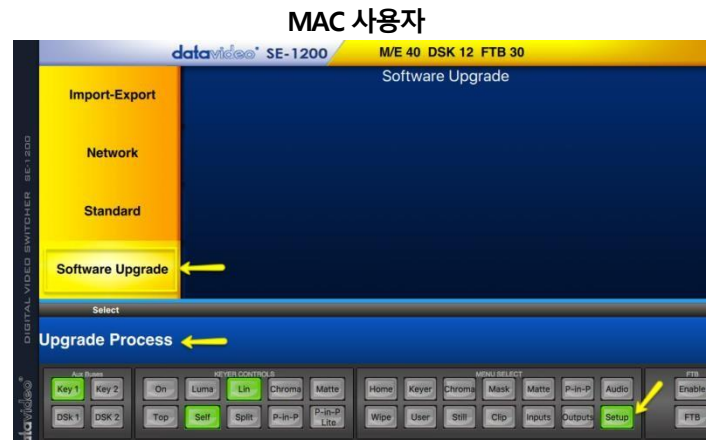 MAC 사용자
datavideo SE-1200 M/E 40 DSK 12 FTB 30
Software Upgrade
Import-Export
Network
Standard
Software Upgrade
Select
Upgrade Process
DIGITAL VIDEO SWITCHER SE-1200
datavideo
Aux Buses KEYER CONTROLS MENU SELECT FTB
Key 1 Key 2 On Luma Lin Chroma Matte Home Keyer Chroma Mask Matte P-in-P Audio Enable
DSk 1 DSK 2 Top Self Split P-in-P P-in-P Lite Wipe User Still Clip Inputs Outputs Setup FTB